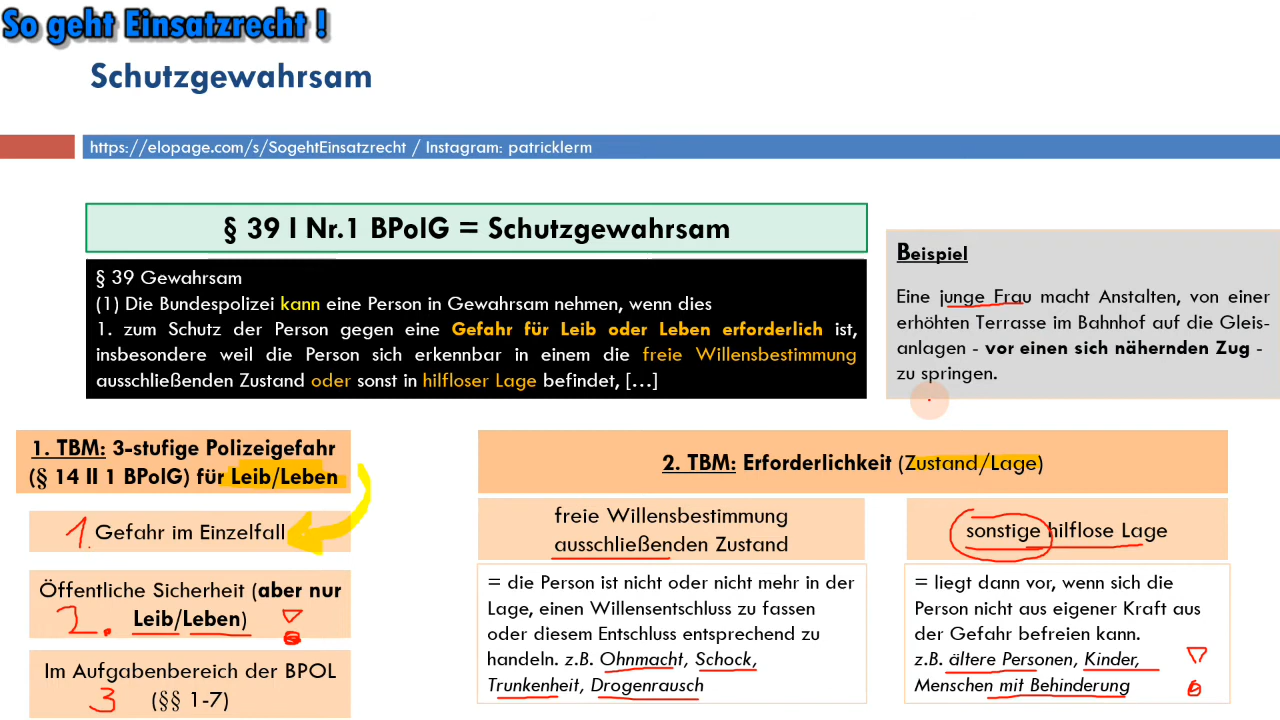 So geht Einsatzrecht !
Schutzgewahrsam
https://elopage.com/s/SogehtEinsatzrecht / Instagram: patricklerm
§ 39 I Nr.1 BPolG = Schutzgewahrsam
§ 39 Gewahrsam
(1) Die Bundespolizei kann eine Person in Gewahrsam nehmen, wenn dies
1. zum Schutz der Person gegen eine Gefahr für Leib oder Leben erforderlich ist,
insbesondere weil die Person sich erkennbar in einem die freie Willensbestimmung
ausschließenden Zustand oder sonst in hilfloser Lage befindet, […]
Beispiel
Eine junge Frau macht Anstalten, von einer
erhöhten Terrasse im Bahnhof auf die Gleis-
anlagen - vor einen sich nähernden Zug -
zu springen.
1. TBM: 3-stufige Polizeigefahr
(§ 14 II 1 BPolG) für Leib/Leben
1. Gefahr im Einzelfall
Öffentliche Sicherheit (aber nur
2. Leib/Leben)
Im Aufgabenbereich der BPOL
3 (§§ 1-7)
2. TBM: Erforderlichkeit (Zustand/Lage)
freie Willensbestimmung
ausschließenden Zustand
= die Person ist nicht oder nicht mehr in der
Lage, einen Willensentschluss zu fassen
oder diesem Entschluss entsprechend zu
handeln. z.B. Ohnmacht, Schock,
Trunkenheit, Drogenrausch
sonstige hilflose Lage
= liegt dann vor, wenn sich die
Person nicht aus eigener Kraft aus
der Gefahr befreien kann.
z.B. ältere Personen, Kinder,
Menschen mit Behinderung